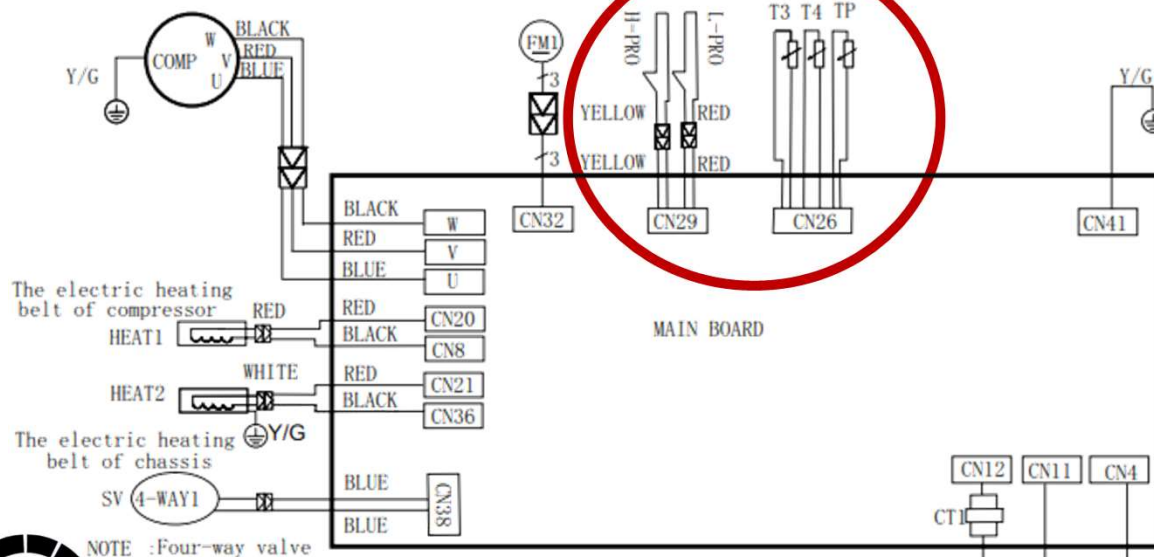 H-PRO
L-PRO
T3 T4 TP
BLACK
W
FM1
RED
COMP
V
Y/G
BLUE
U
Y/G
3
YELLOW
RED
3
YELLOW
RED
BLACK
W
CN32
CN29
CN26
CN41
RED
V
BLUE
U
The electric heating
belt of compressor
RED
RED
CN20
MAIN BOARD
HEAT1
BLACK
CN8
WHITE
RED
CN21
HEAT2
BLACK
CN36
Y/G
The electric heating
belt of chassis
CN12
CN11
CN4
BLUE
SV
4-WAY1
CN38
CT1
BLUE
NOTE :Four-way valve